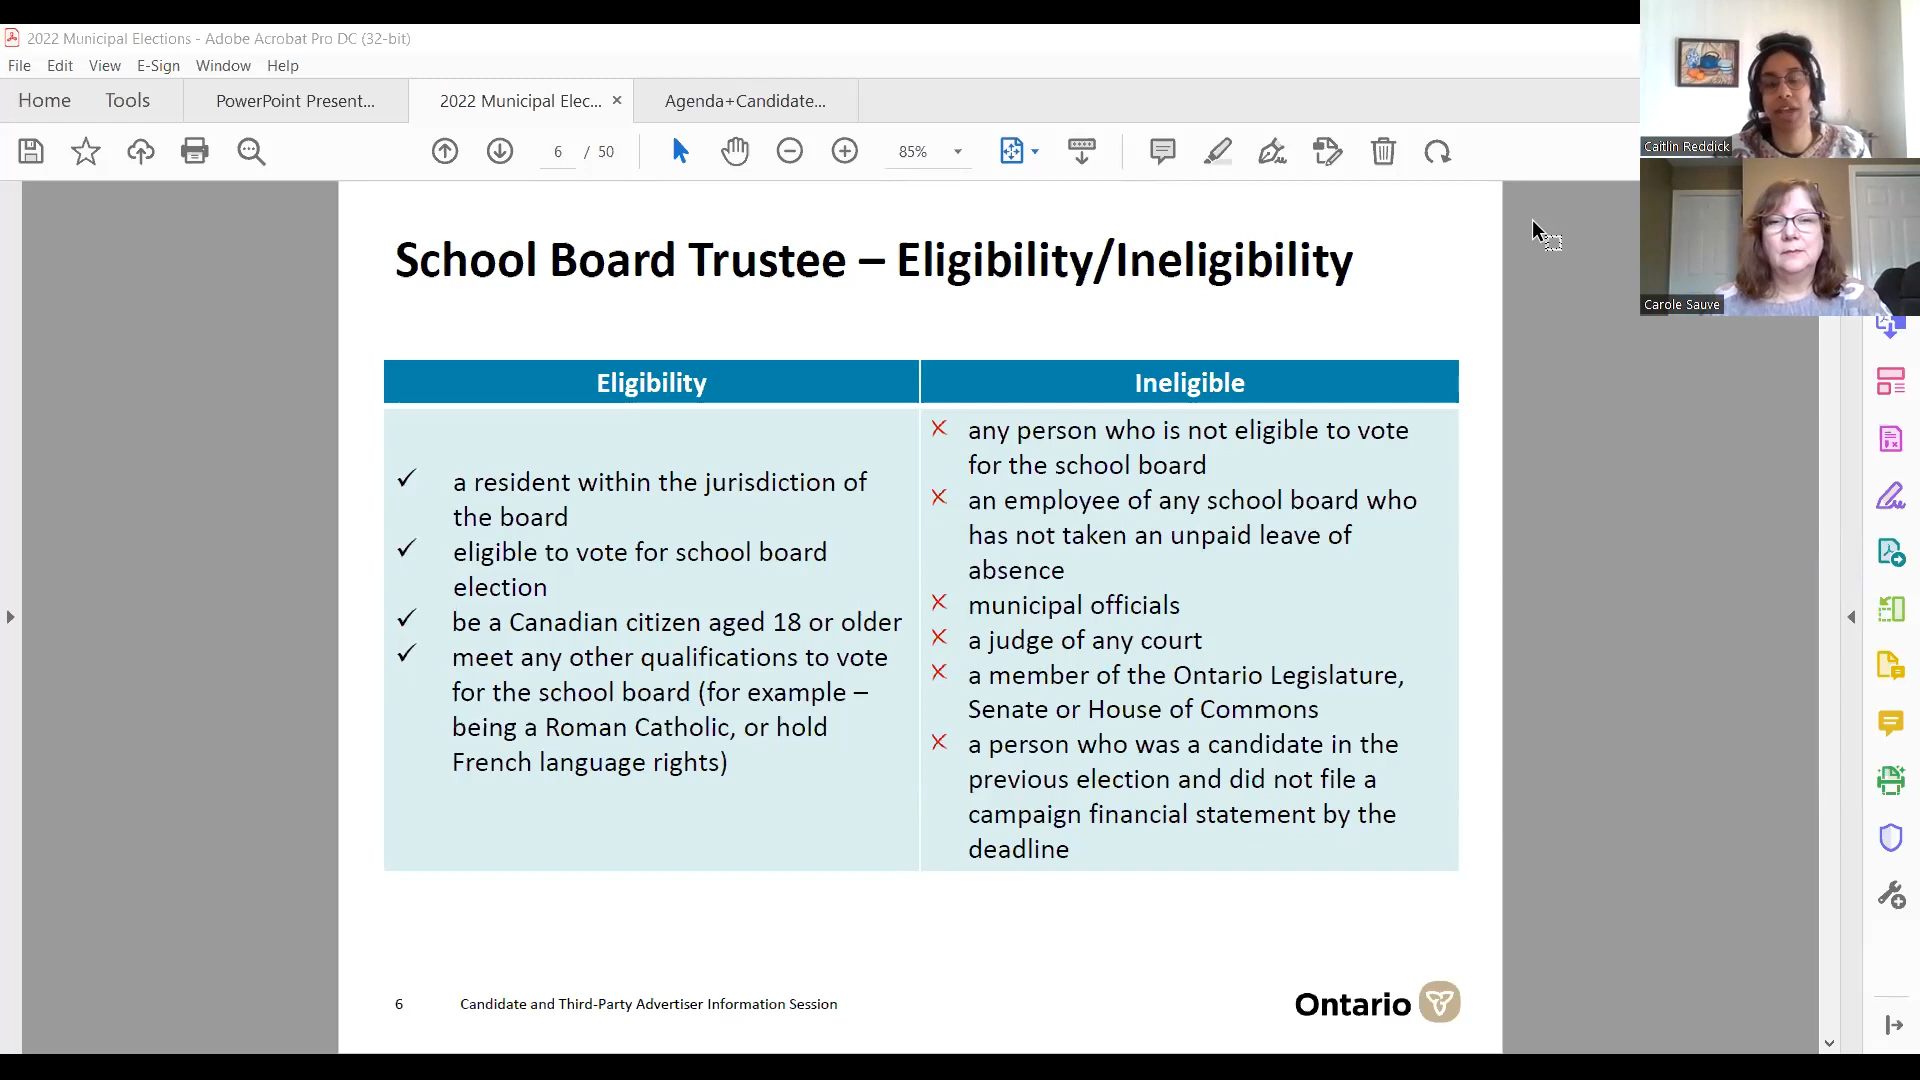 2022 Municipal Elections - Adobe Acrobat Pro DC (32-bit)
File Edit View E-Sign Window Help
Home Tools PowerPoint Present... 2022 Municipal Elec... × Agenda+Candidate...
6 / 50 85%
Caitlin Reddick
Carole Sauve
School Board Trustee – Eligibility/Ineligibility
Eligibility
a resident within the jurisdiction of
the board
eligible to vote for school board
election
be a Canadian citizen aged 18 or older
meet any other qualifications to vote
for the school board (for example –
being a Roman Catholic, or hold
French language rights)
Ineligible
any person who is not eligible to vote
for the school board
an employee of any school board who
has not taken an unpaid leave of
absence
municipal officials
a judge of any court
a member of the Ontario Legislature,
Senate or House of Commons
a person who was a candidate in the
previous election and did not file a
campaign financial statement by the
deadline
6 Candidate and Third-Party Advertiser Information Session
Ontario